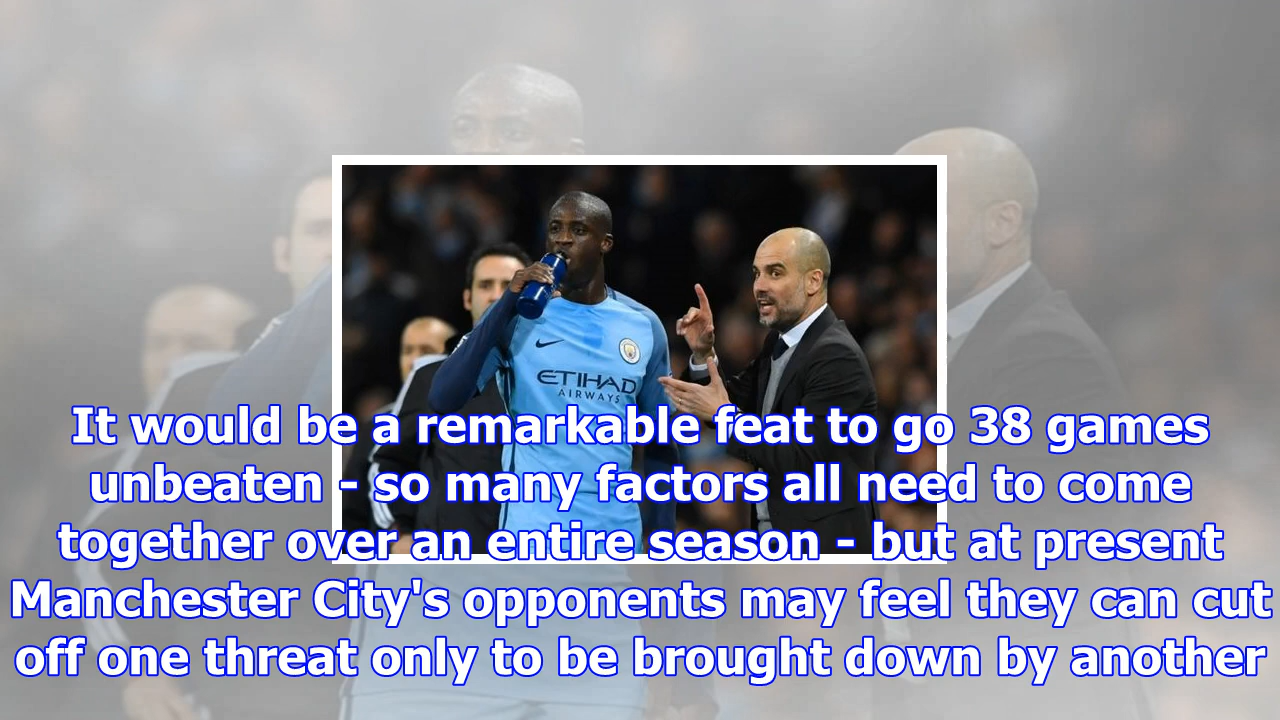 ETIHAD
AIRWAYS
It would be a remarkable feat to go 38 games
unbeaten - so many factors all need to come
together over an entire season - but at present
Manchester City's opponents may feel they can cut
off one threat only to be brought down by another